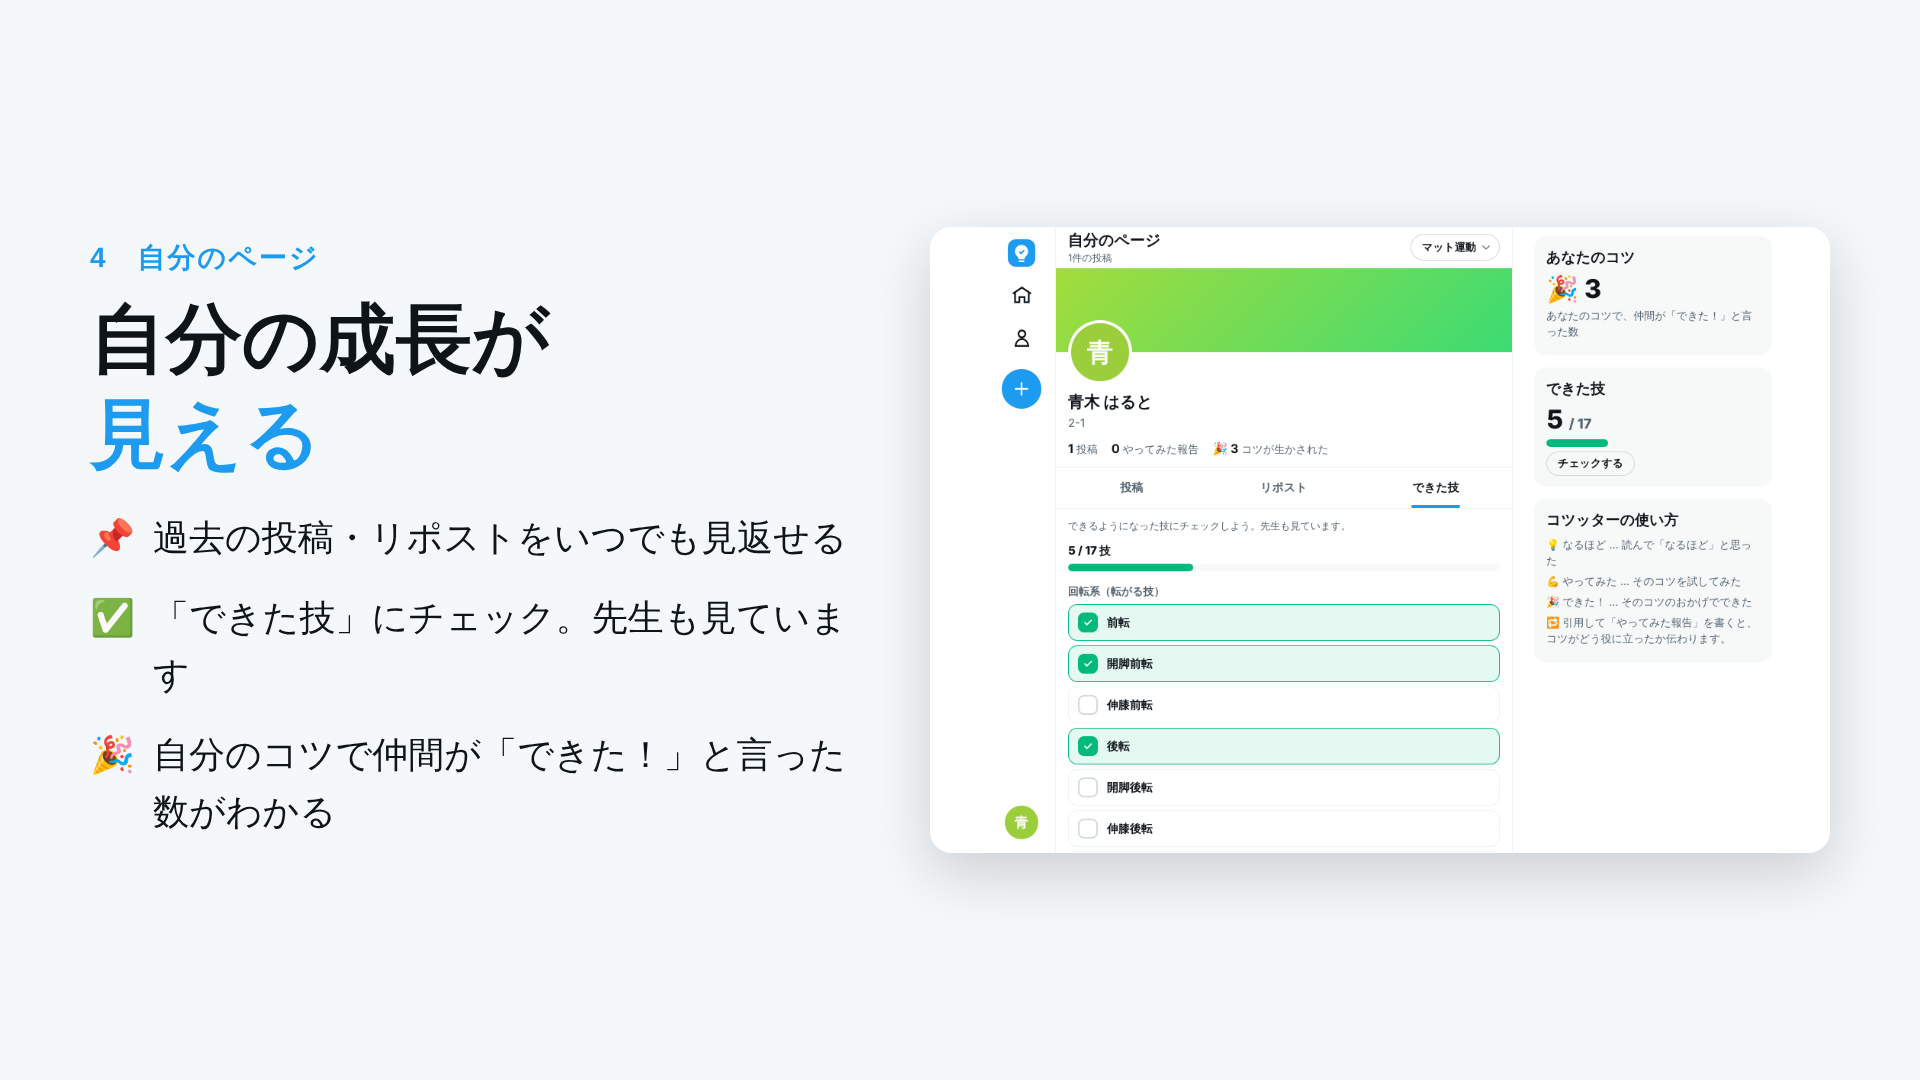 4 自分のページ
自分の成長が
見える
📌 過去の投稿・リポストをいつでも見返せる
✅ 「できた技」にチェック。先生も見ていま
す
🎉 自分のコツで仲間が「できた！」と言った
数がわかる
自分のページ
1件の投稿
マット運動
青
青木 はると
2-1
1 投稿 0 やってみた報告 🎉 3 コツが生かされた
投稿 リポスト できた技
できるようになった技にチェックしよう。先生も見ています。
5 / 17 技
回転系（転がる技）
前転
開脚前転
伸膝前転
後転
開脚後転
伸膝後転
青
あなたのコツ
🎉 3
あなたのコツで、仲間が「できた！」と言
った数
できた技
5 / 17
チェックする
コツッターの使い方
💡 なるほど … 読んで「なるほど」と思っ
た
💪 やってみた … そのコツを試してみた
🎉 できた！ … そのコツのおかげでできた
🔁 引用して「やってみた報告」を書くと、
コツがどう役に立ったか伝わります。